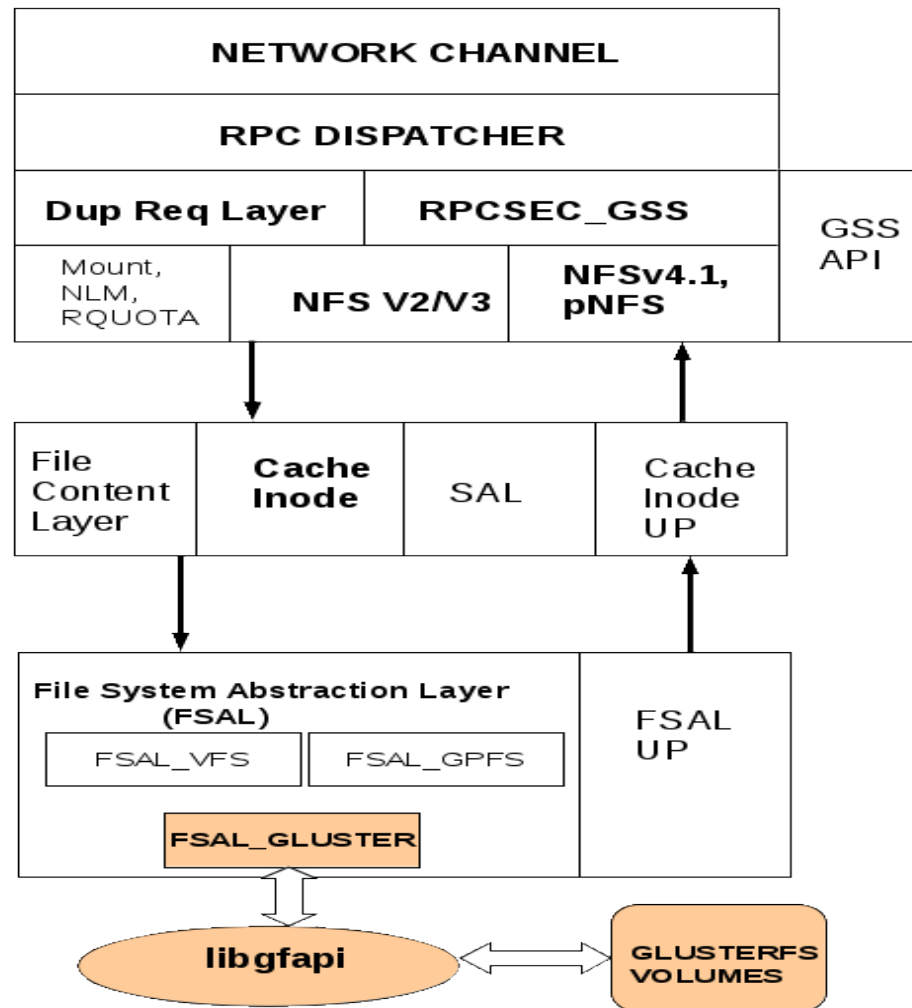 NETWORK CHANNEL
RPC DISPATCHER
Dup Req Layer
RPCSEC_GSS
GSS
API
Mount,
NLM,
RQUOTA
NFS V2/V3
NFSv4.1,
pNFS
File
Content
Layer
Cache
Inode
SAL
Cache
Inode
UP
File System Abstraction Layer
(FSAL)
FSAL_VFS
FSAL_GPFS
FSAL_GLUSTER
FSAL
UP
libgfapi
GLUSTERFS
VOLUMES